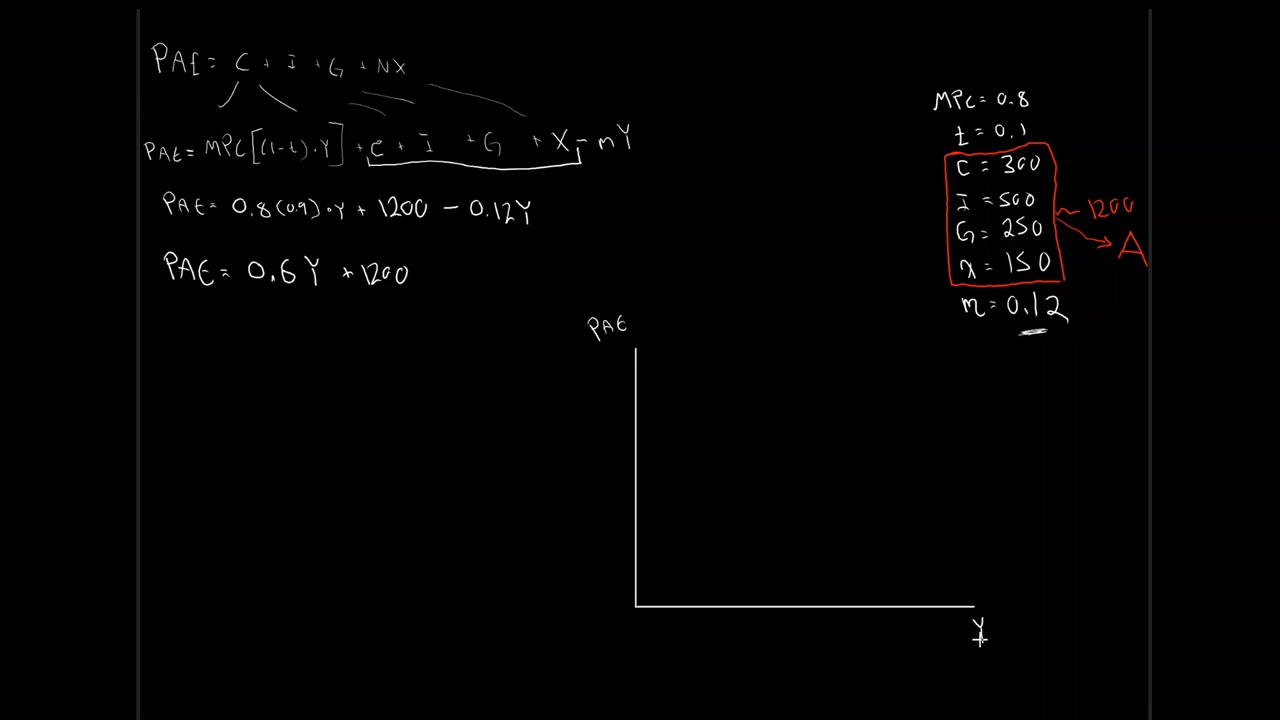 PAE = C + I + G + NX
PAE = MPC[(1-t)·Y] + C + I + G + X - mY
PAE = 0.8(0.9)·Y + 1200 - 0.12Y
PAE = 0.6Y + 1200
MPC = 0.8
t = 0.1
C = 300
I = 500
G = 250
x = 150
m = 0.12
1200
A
PAE
Y